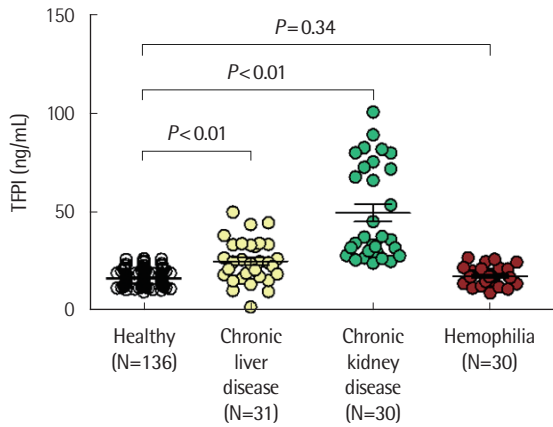 150
P=0.34
P<0.01
100
P<0.01
TFPI (ng/mL)
50
0
Healthy
(N=136)
Chronic
liver
disease
(N=31)
Chronic
kidney
disease
(N=30)
Hemophilia
(N=30)